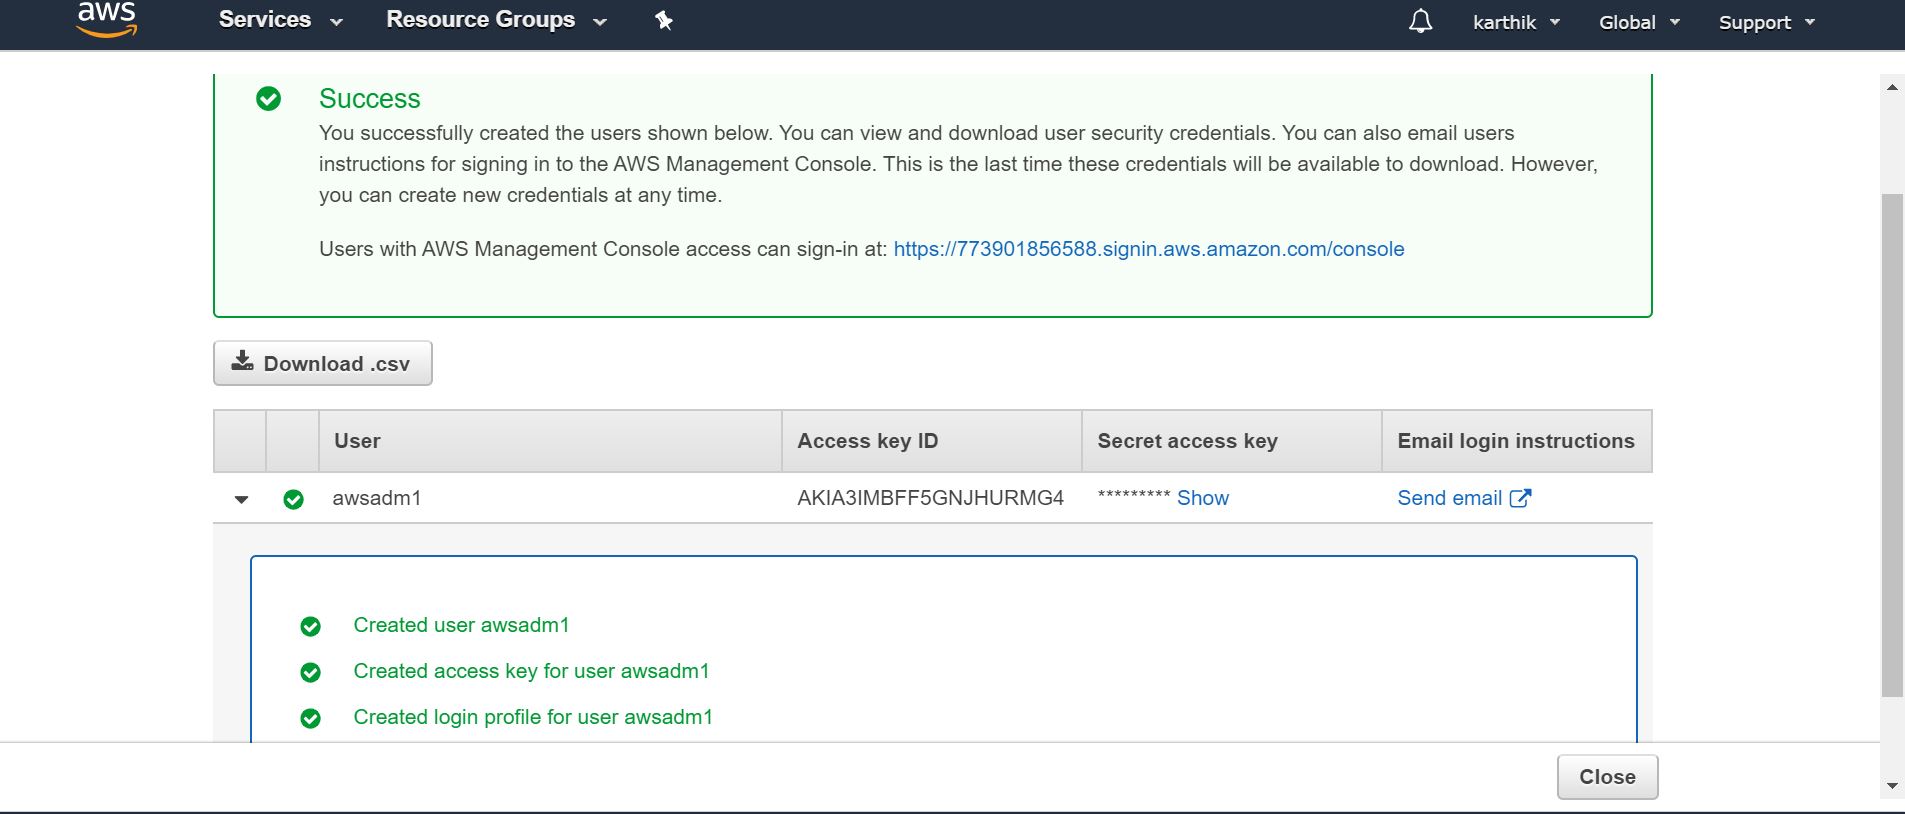 aws
Services
Resource Groups
karthik
Global
Support
Success
You successfully created the users shown below. You can view and download user security credentials. You can also email users
instructions for signing in to the AWS Management Console. This is the last time these credentials will be available to download. However,
you can create new credentials at any time.
Users with AWS Management Console access can sign-in at: https://773901856588.signin.aws.amazon.com/console
Download .csv
User Access key ID Secret access key Email login instructions
awsadm1 AKIA3IMBFF5GNJHURMG4 ********* Show Send email
Created user awsadm1
Created access key for user awsadm1
Created login profile for user awsadm1
Close